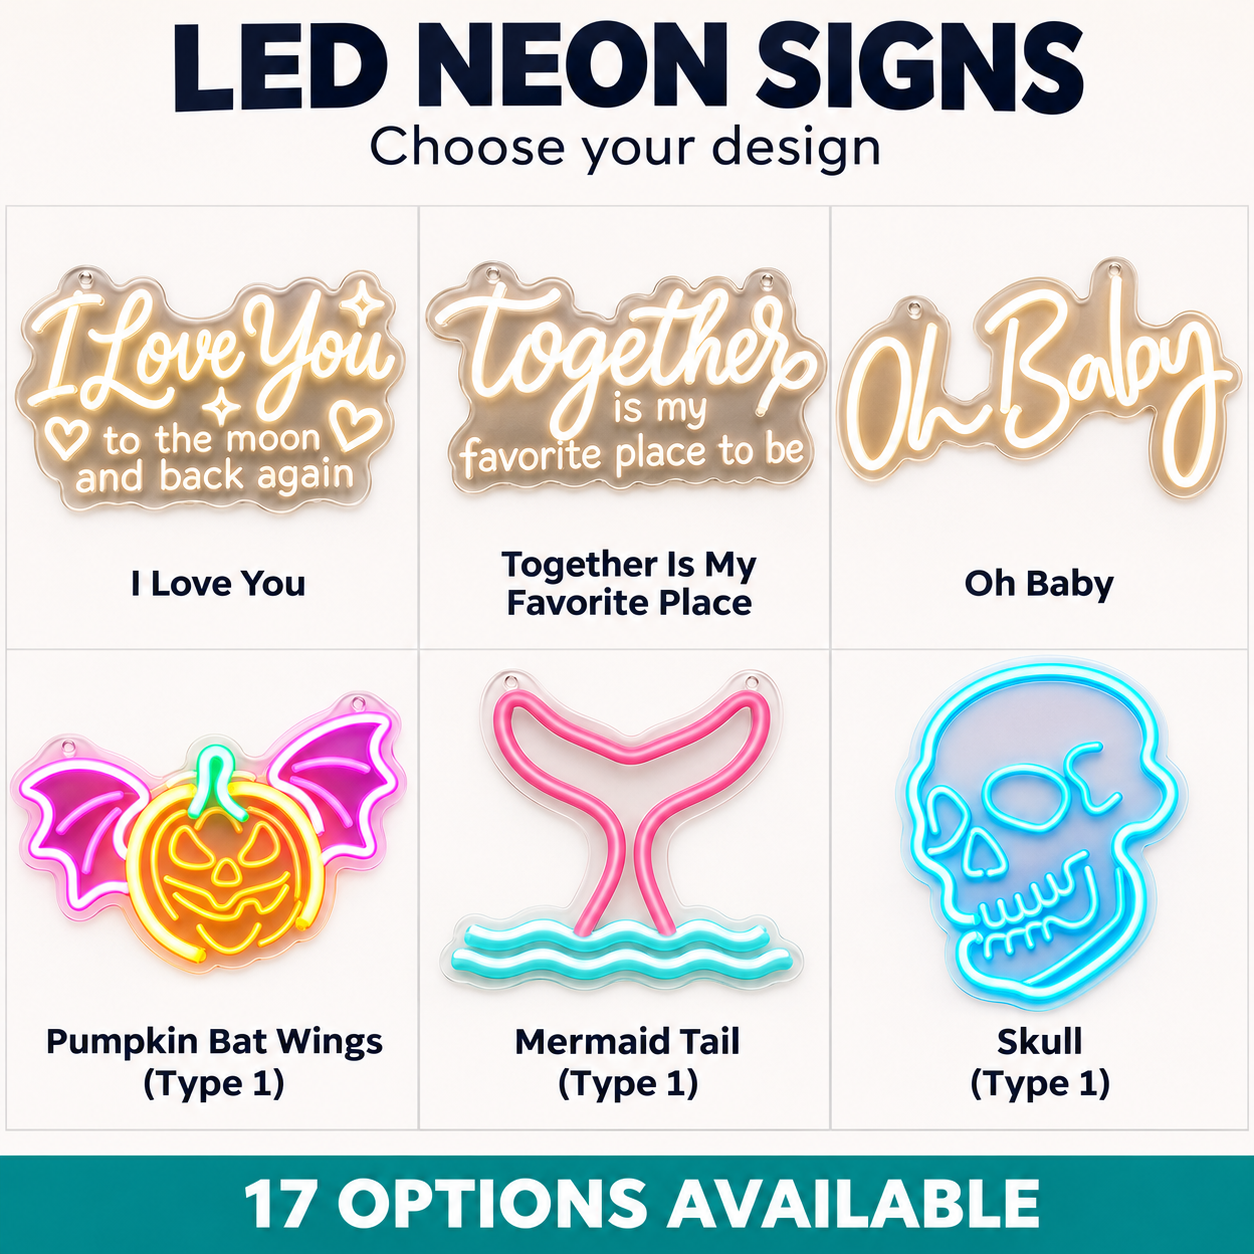 LED NEON SIGNS
Choose your design
I Love You
to the moon
and back again
Together
is my
favorite place to be
Oh Baby
I Love You
Together Is My
Favorite Place
Oh Baby
Pumpkin Bat Wings
(Type 1)
Mermaid Tail
(Type 1)
Skull
(Type 1)
17 OPTIONS AVAILABLE